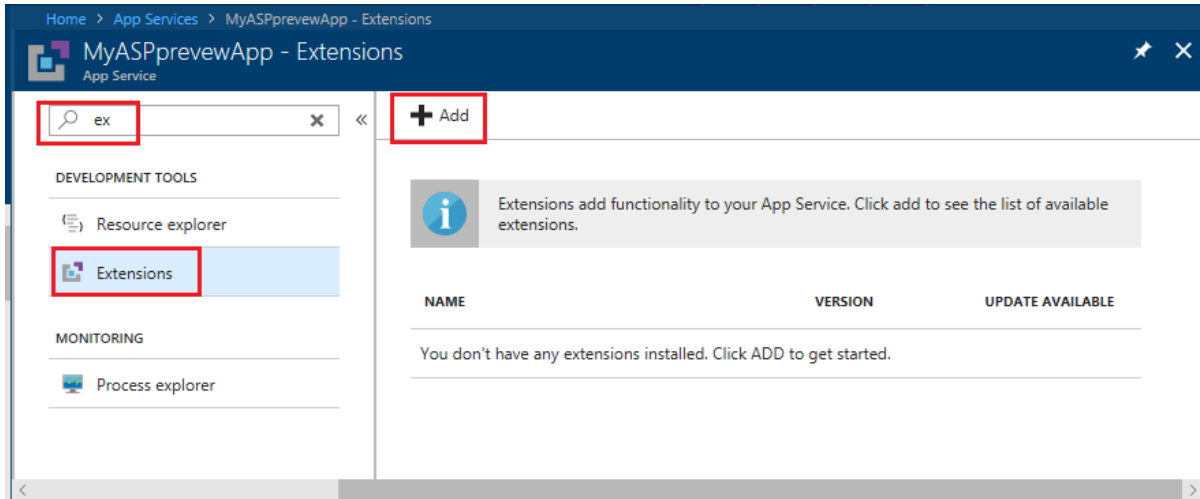 Home > App Services > MyASPprevewApp - Extensions
MyASPprevewApp - Extensions
App Service
ex
Add
DEVELOPMENT TOOLS
Resource explorer
Extensions
MONITORING
Process explorer
Extensions add functionality to your App Service. Click add to see the list of available
extensions.
NAME VERSION UPDATE AVAILABLE
You don't have any extensions installed. Click ADD to get started.